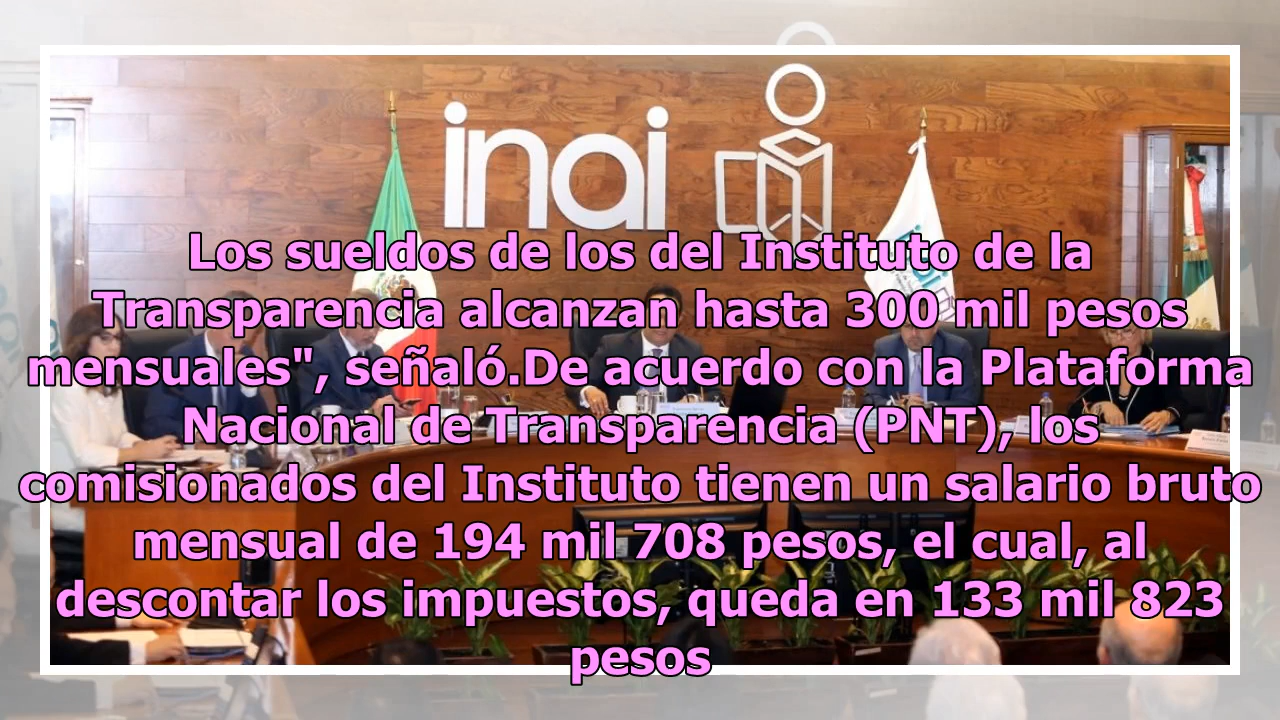 inai
Los sueldos de los del Instituto de la
Transparencia alcanzan hasta 300 mil pesos
mensuales", señaló.De acuerdo con la Plataforma
Nacional de Transparencia (PNT), los
comisionados del Instituto tienen un salario bruto
mensual de 194 mil 708 pesos, el cual, al
descontar los impuestos, queda en 133 mil 823
pesos